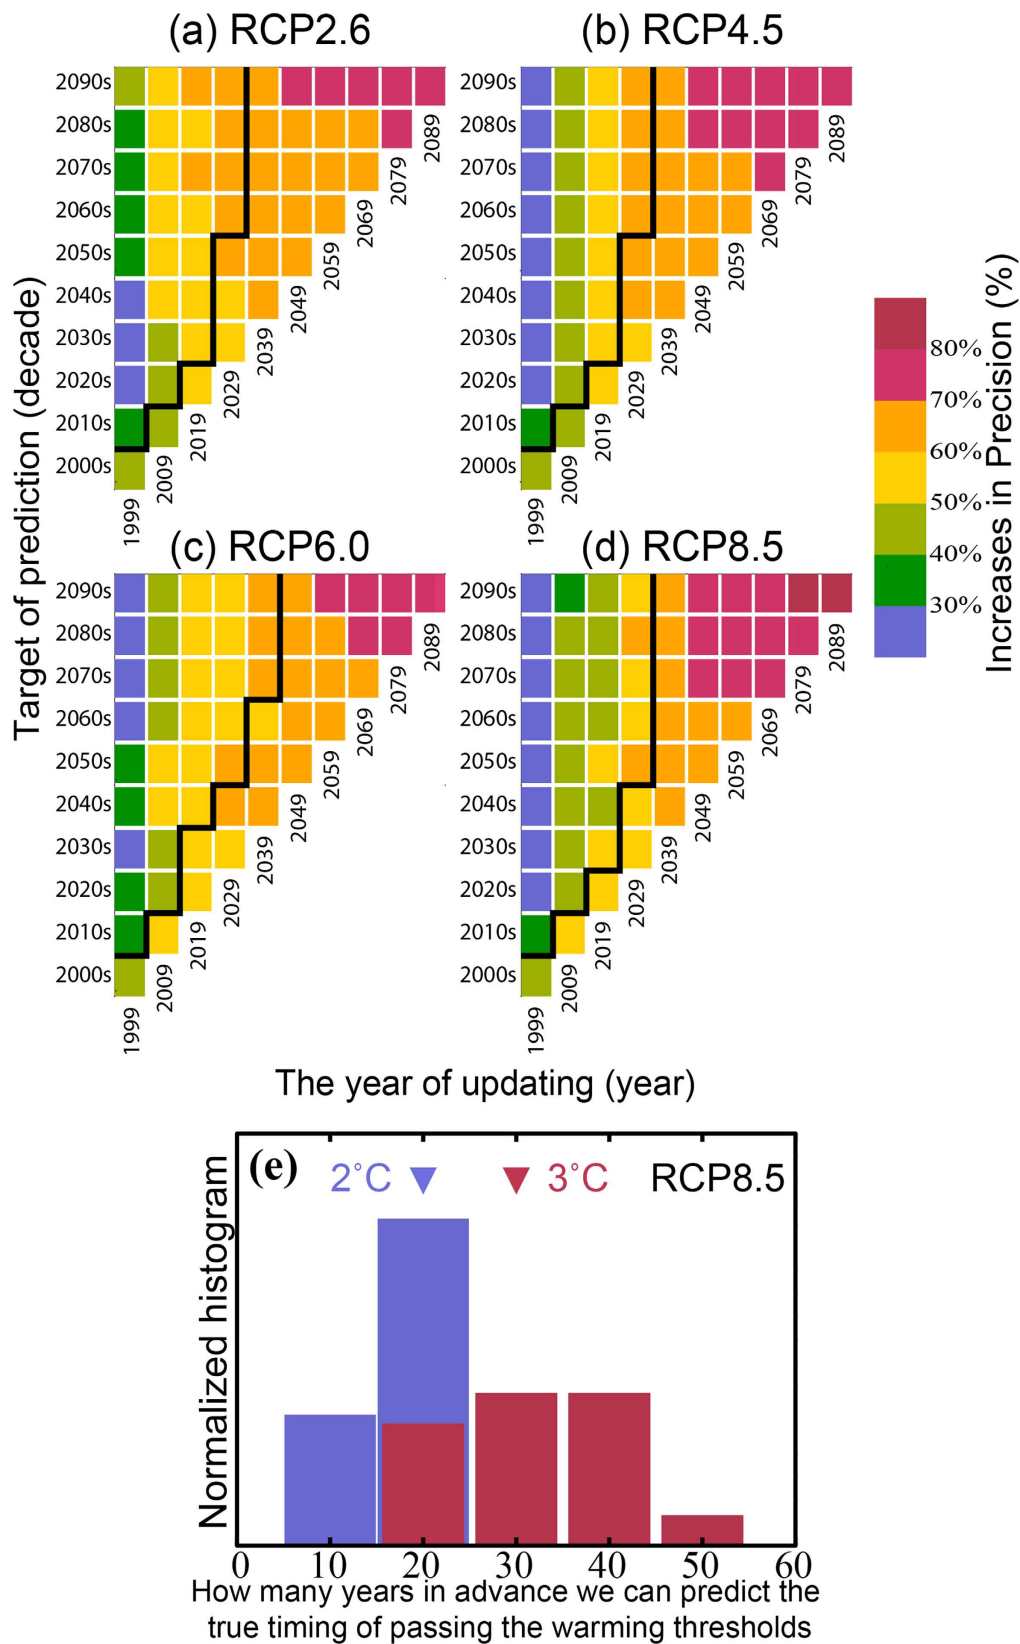 (a) RCP2.6
(b) RCP4.5
Target of prediction (decade)
2090s
2080s
2070s
2060s
2050s
2040s
2030s
2020s
2010s
2000s
1999
2009
2019
2029
2039
2049
2059
2069
2079
2089
2090s
2080s
2070s
2060s
2050s
2040s
2030s
2020s
2010s
2000s
1999
2009
2019
2029
2039
2049
2059
2069
2079
2089
80%
70%
60%
50%
40%
30%
Increases in Precision (%)
(c) RCP6.0
(d) RCP8.5
2090s
2080s
2070s
2060s
2050s
2040s
2030s
2020s
2010s
2000s
1999
2009
2019
2029
2039
2049
2059
2069
2079
2089
2090s
2080s
2070s
2060s
2050s
2040s
2030s
2020s
2010s
2000s
1999
2009
2019
2029
2039
2049
2059
2069
2079
2089
The year of updating (year)
(e) 2°C 3°C RCP8.5
Normalized histogram
0 10 20 30 40 50 60
How many years in advance we can predict the
true timing of passing the warming thresholds